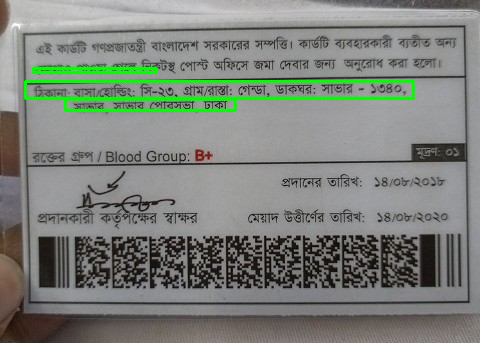 এই কার্ডটি গণপ্রজাতন্ত্রী বাংলাদেশ সরকারের সম্পত্তি। কার্ডটি ব্যবহারকারী ব্যতীত অন্য
কোথাও পাওয়া গেলে নিকটস্থ পোস্ট অফিসে জমা দেবার জন্য অনুরোধ করা হলো।
ঠিকানা: বাসা/হোল্ডিং: সি-২৩, গ্রাম/রাস্তা: গেন্ডা, ডাকঘর: সাভার - ১৩৪০,
সাভার, সাভার পৌরসভা, ঢাকা
রক্তের গ্রুপ / Blood Group: B+
মুদ্রণ: ০১
প্রদানের তারিখ: ১৪/০৮/২০১৮
প্রদানকারী কর্তৃপক্ষের স্বাক্ষর
মেয়াদ উত্তীর্ণের তারিখ: ১৪/০৮/২০২০